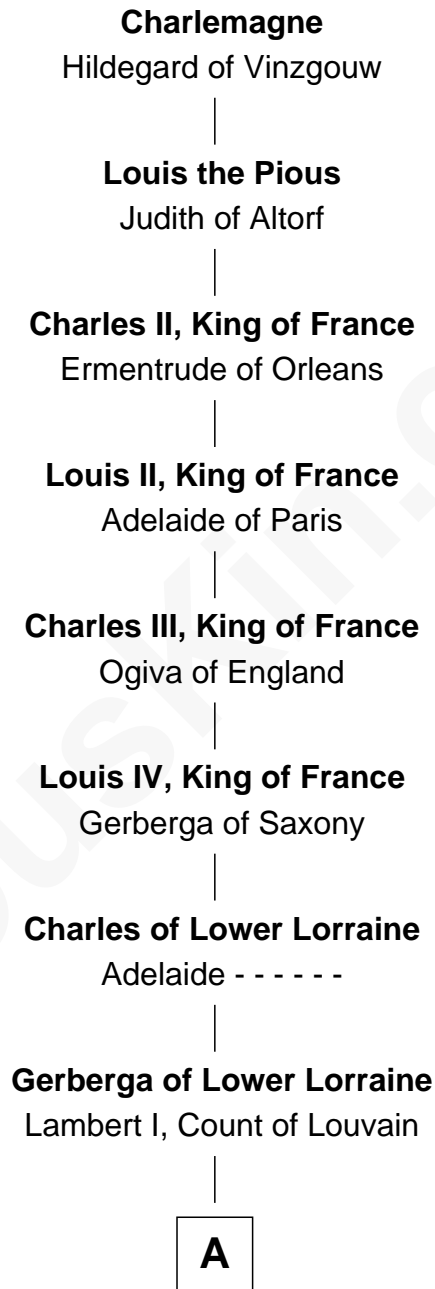 Charlemagne
Hildegard of Vinzgouw
Louis the Pious
Judith of Altorf
Charles II, King of France
Ermentrude of Orleans
Louis II, King of France
Adelaide of Paris
Charles III, King of France
Ogiva of England
Louis IV, King of France
Gerberga of Saxony
Charles of Lower Lorraine
Adelaide - - - - - -
Gerberga of Lower Lorraine
Lambert I, Count of Louvain
A